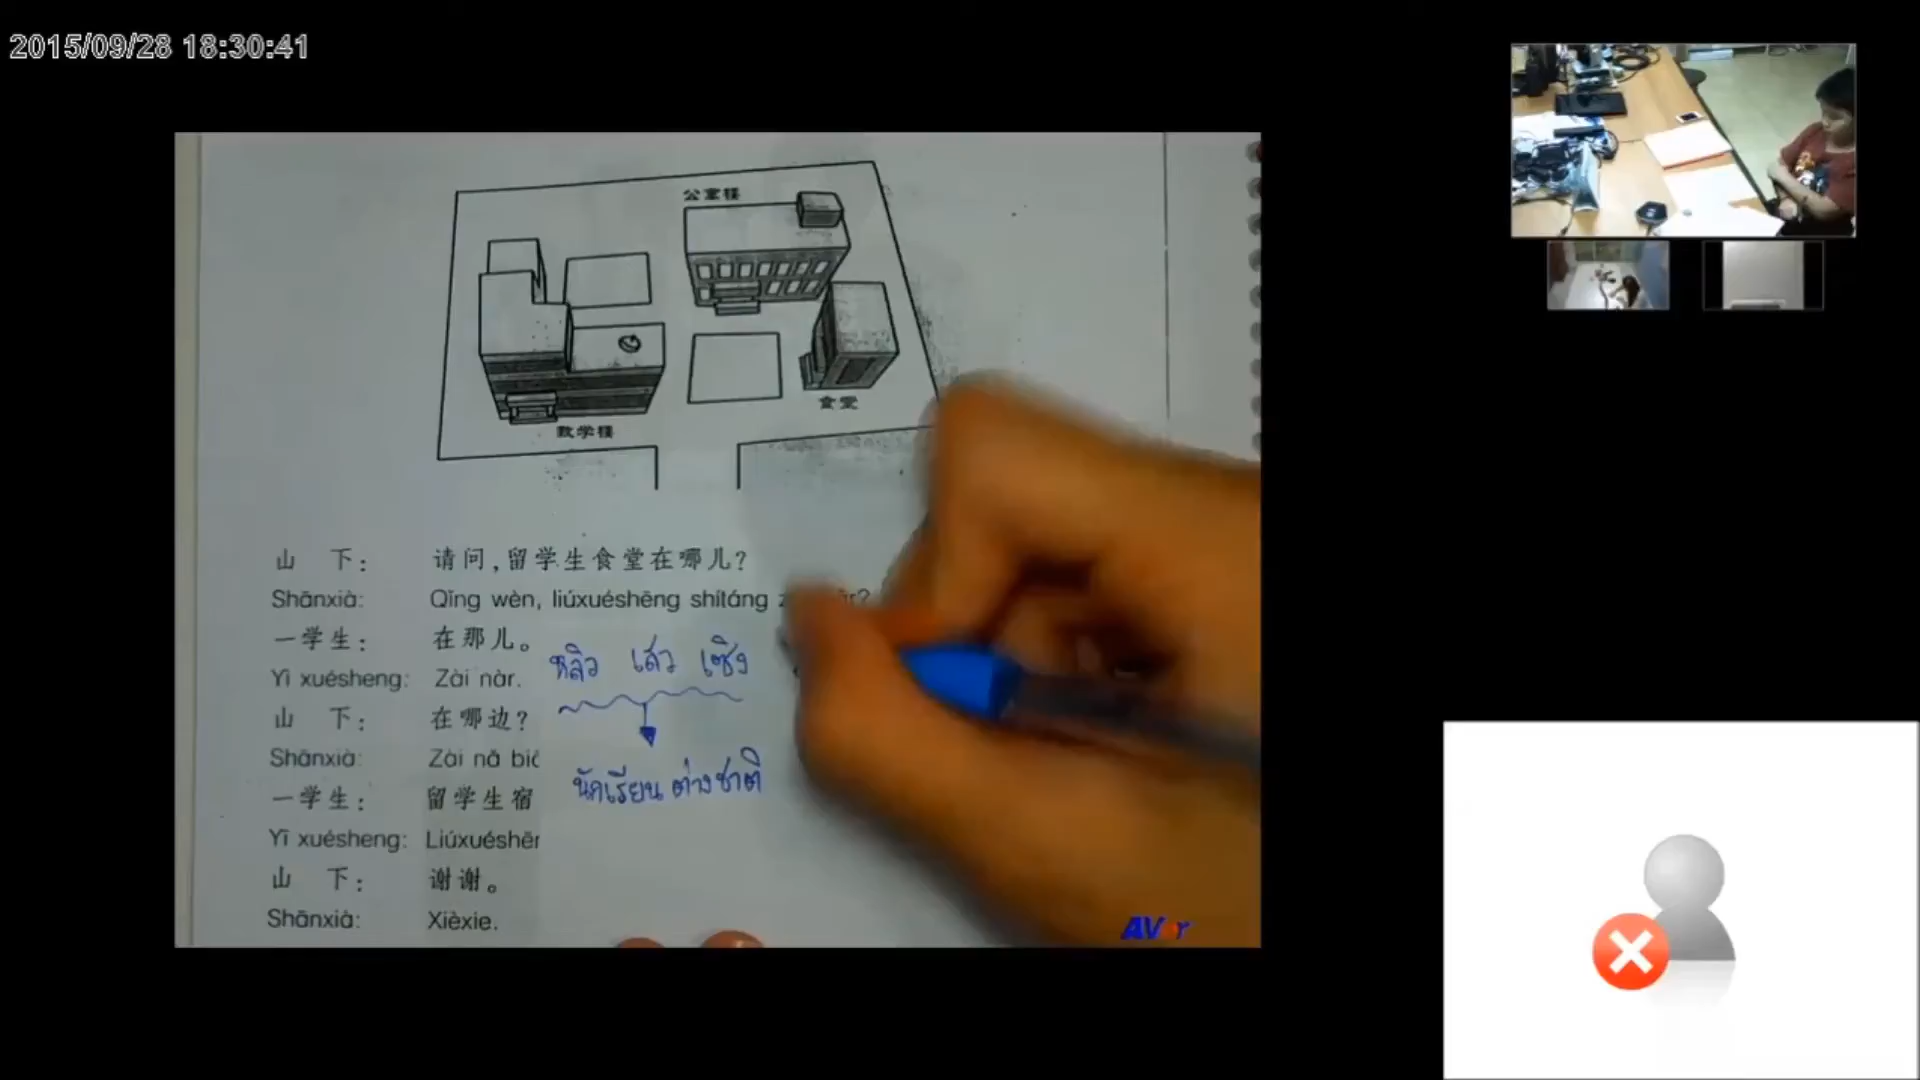 2015/09/28 18:30:41
公寓楼
食堂
教学楼
山 下: 请问,留学生食堂在哪儿?
Shānxià: Qǐng wèn, liúxuéshēng shítáng
一学生: 在那儿。
หลิว เสวี เซิง
Yī xuésheng: Zài nàr.
山 下: 在哪边?
Shānxià: Zài nǎ biā
นักเรียน ต่างชาติ
一学生: 留学生宿
Yī xuésheng: Liúxuéshēn
山 下: 谢谢。
Shānxià: Xièxie.
AVer